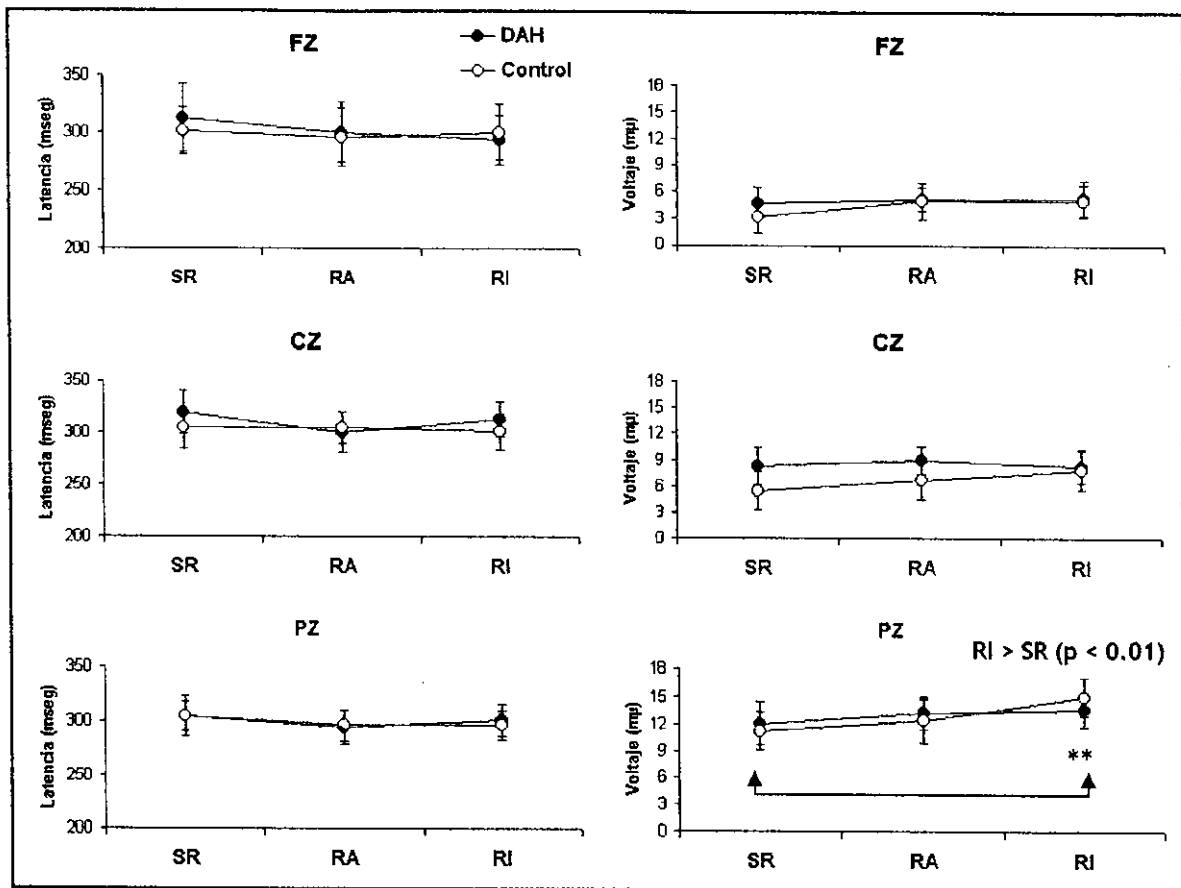 FZ
DAH
Control
Latencia (mseg)
350
300
250
200
SR RA RI
FZ
Voltaje (mµ)
18
15
12
9
6
3
0
SR RA RI
CZ
Latencia (mseg)
350
300
250
200
SR RA RI
CZ
Voltaje (mµ)
18
15
12
9
6
3
0
SR RA RI
PZ
Latencia (mseg)
350
300
250
200
SR RA RI
PZ
RI > SR (p < 0.01)
Voltaje (mµ)
18
15
12
9
6
3
0
**
SR RA RI